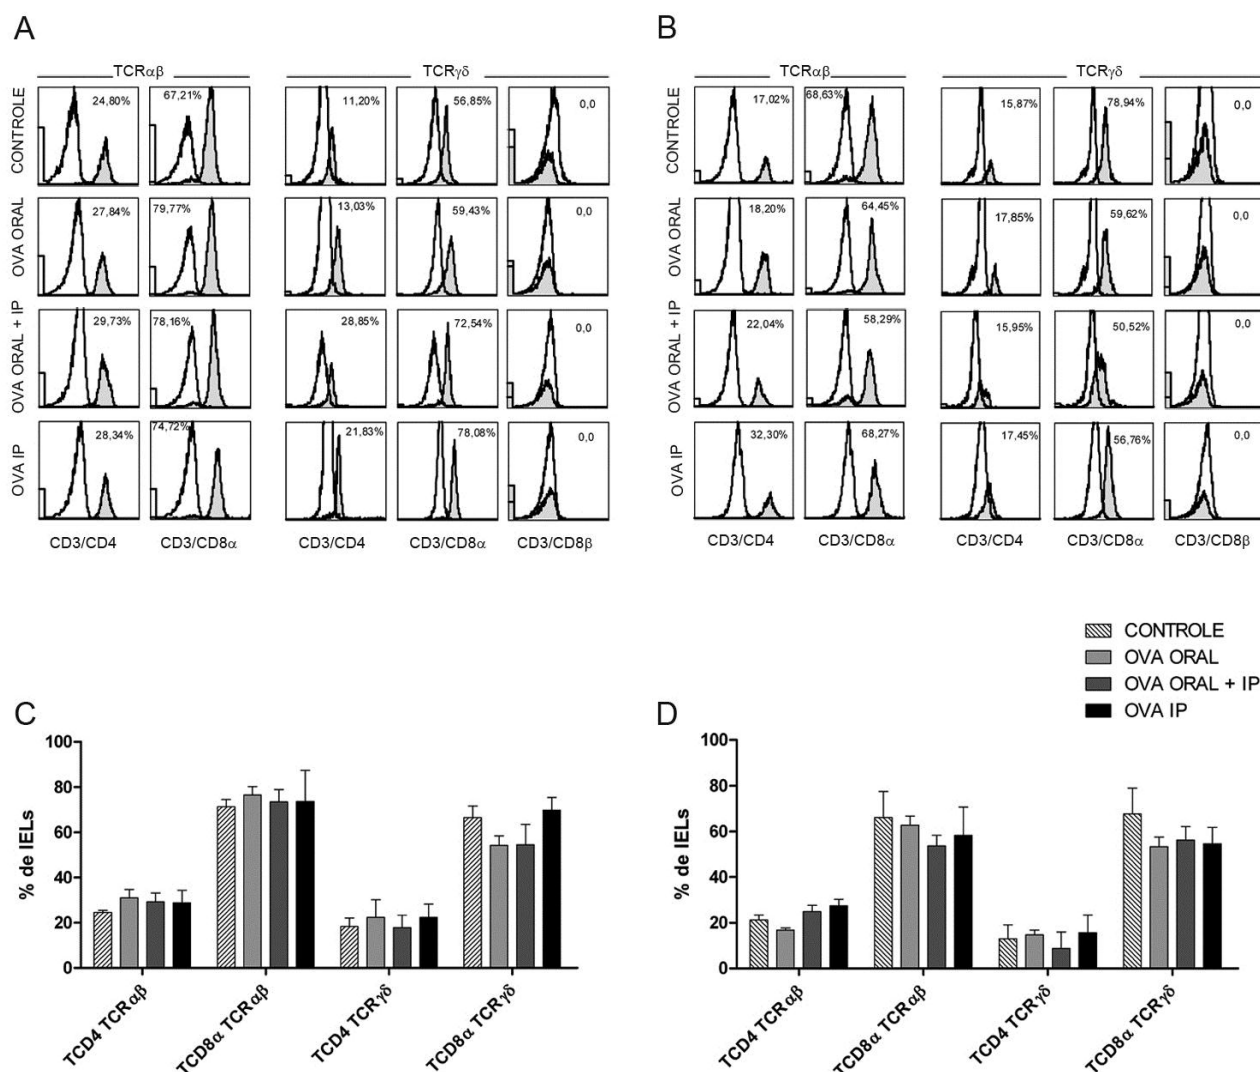 A
TCRαβ TCRγδ
CONTROLE 24,80% 67,21% 11,20% 56,85% 0,0
OVA ORAL 27,84% 79,77% 13,03% 59,43% 0,0
OVA ORAL + IP 29,73% 78,16% 28,85% 72,54% 0,0
OVA IP 28,34% 74,72% 21,83% 78,08% 0,0
CD3/CD4 CD3/CD8α CD3/CD4 CD3/CD8α CD3/CD8β
B
TCRαβ TCRγδ
CONTROLE 17,02% 68,63% 15,87% 78,94% 0,0
OVA ORAL 18,20% 64,45% 17,85% 59,62% 0,0
OVA ORAL + IP 22,04% 58,29% 15,95% 50,52% 0,0
OVA IP 32,30% 68,27% 17,45% 56,76% 0,0
CD3/CD4 CD3/CD8α CD3/CD4 CD3/CD8α CD3/CD8β
CONTROLE
OVA ORAL
OVA ORAL + IP
OVA IP
C
% de IELs
100
80
60
40
20
0
TCD4 TCRαβ
TCD8α TCRαβ
TCD4 TCRγδ
TCD8α TCRγδ
D
% de IELs
100
80
60
40
20
0
TCD4 TCRαβ
TCD8α TCRαβ
TCD4 TCRγδ
TCD8α TCRγδ